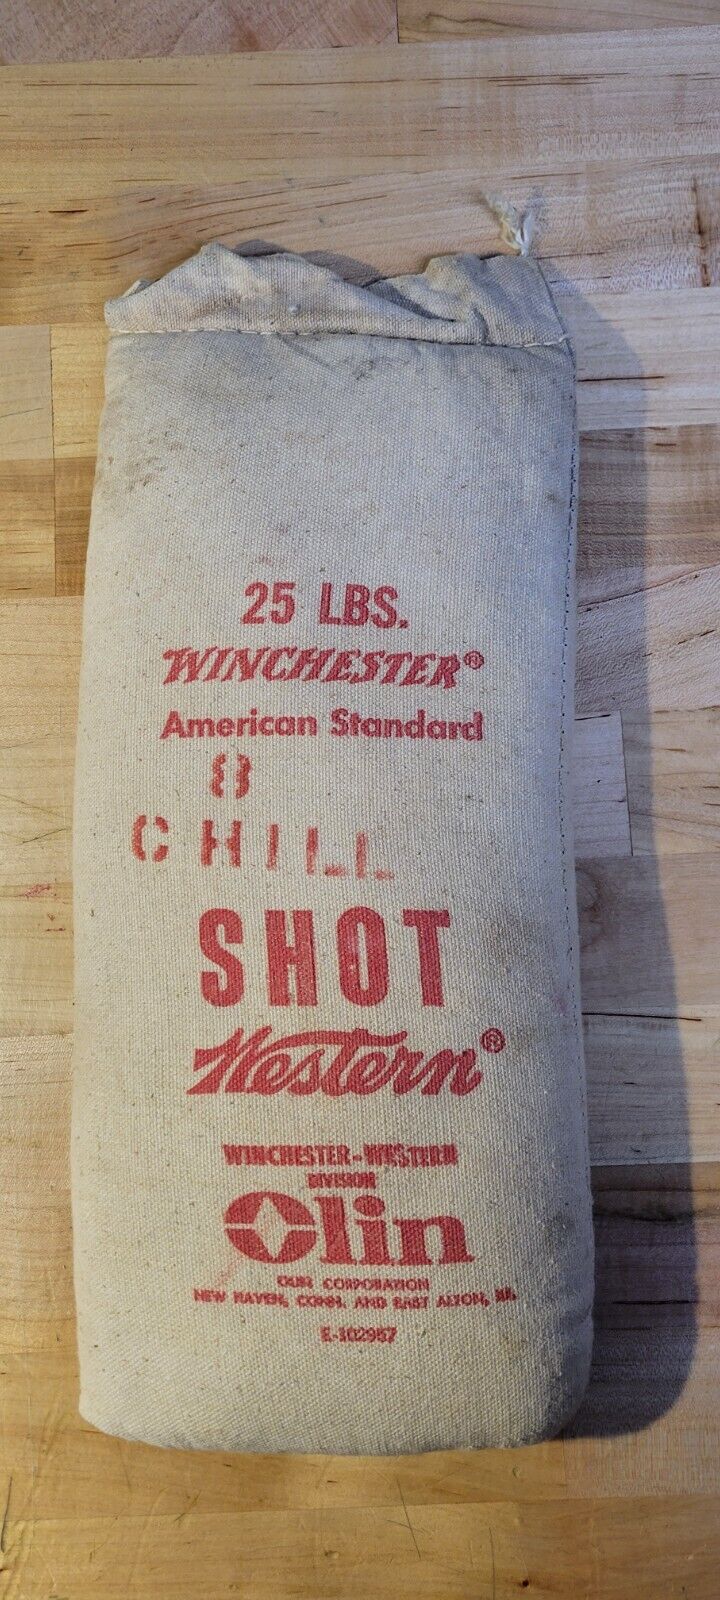 25 LBS.
WINCHESTER®
American Standard
8
CHILL
SHOT
Western®
WINCHESTER-WESTERN
DIVISION
Olin
OLIN CORPORATION
NEW HAVEN, CONN. AND EAST ALTON, ILL.
E-102957